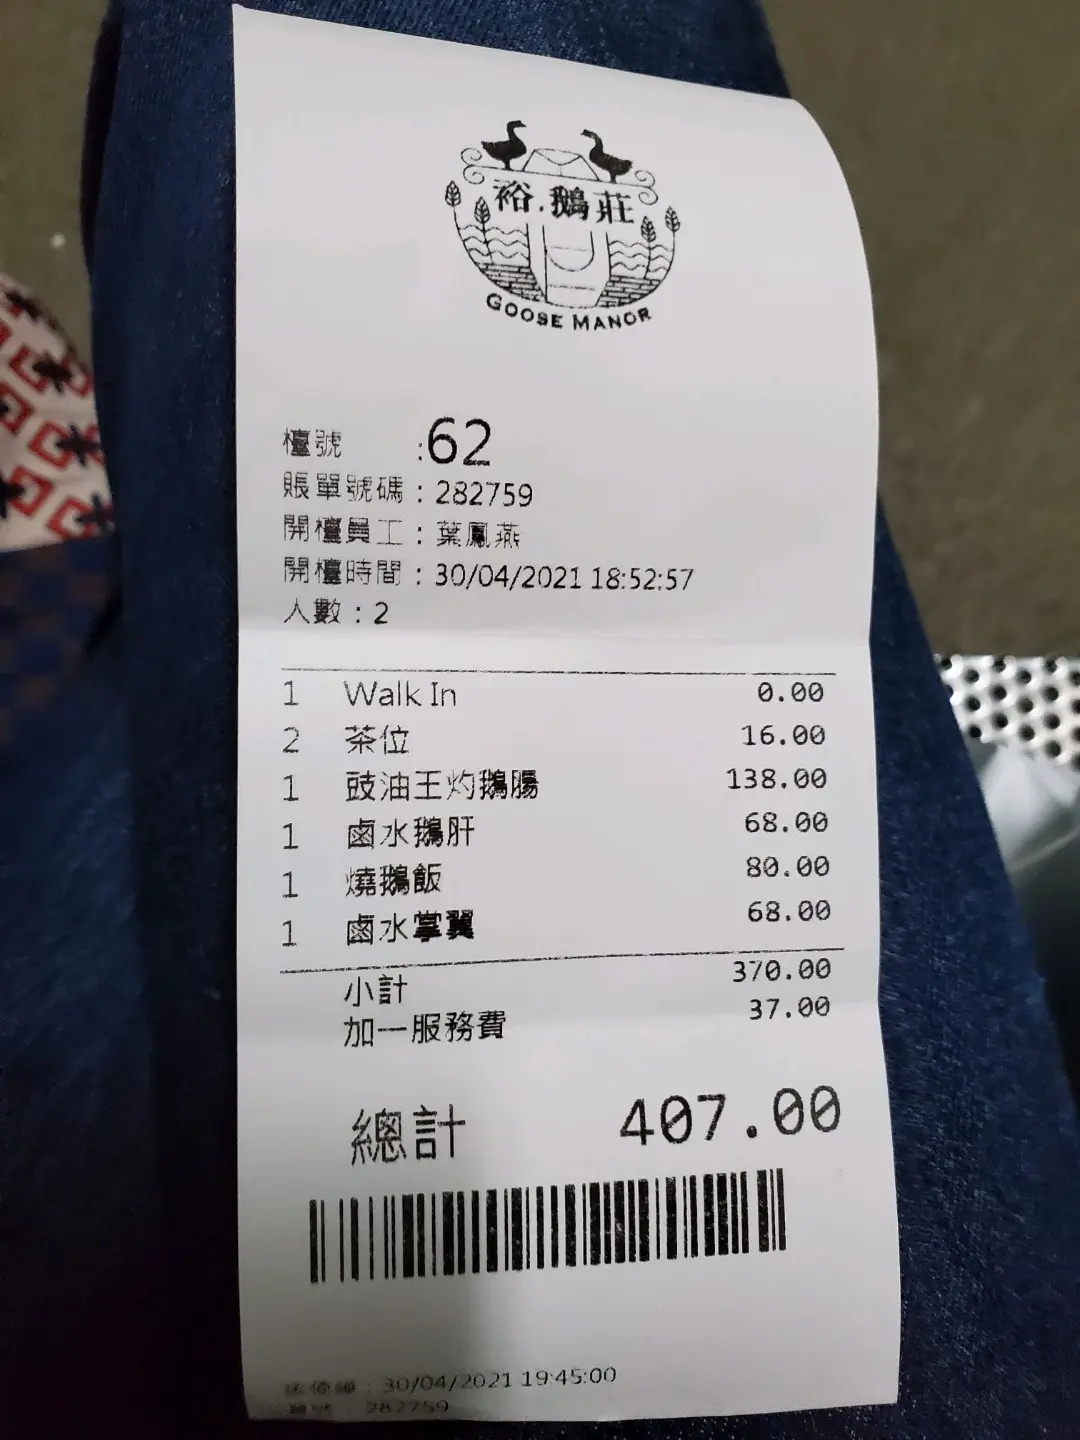 裕.鵝莊
GOOSE MANOR
檯號 :62
賬單號碼 : 282759
開檯員工 : 葉鳳燕
開檯時間 : 30/04/2021 18:52:57
人數 : 2
1 Walk In 0.00
2 茶位 16.00
1 豉油王灼鵝腸 138.00
1 鹵水鵝肝 68.00
1 燒鵝飯 80.00
1 鹵水掌翼 68.00
小計 370.00
加一服務費 37.00
總計 407.00
: 30/04/2021 19:45:00
282759